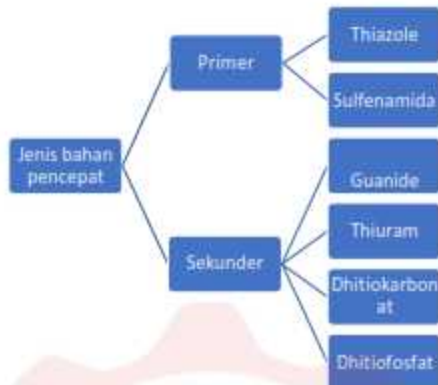 Jenis bahan
pencepat
Primer
Thiazole
Sulfenamida
Sekunder
Guanide
Thiuram
Dhitiokarbon
at
Dhitiofosfat